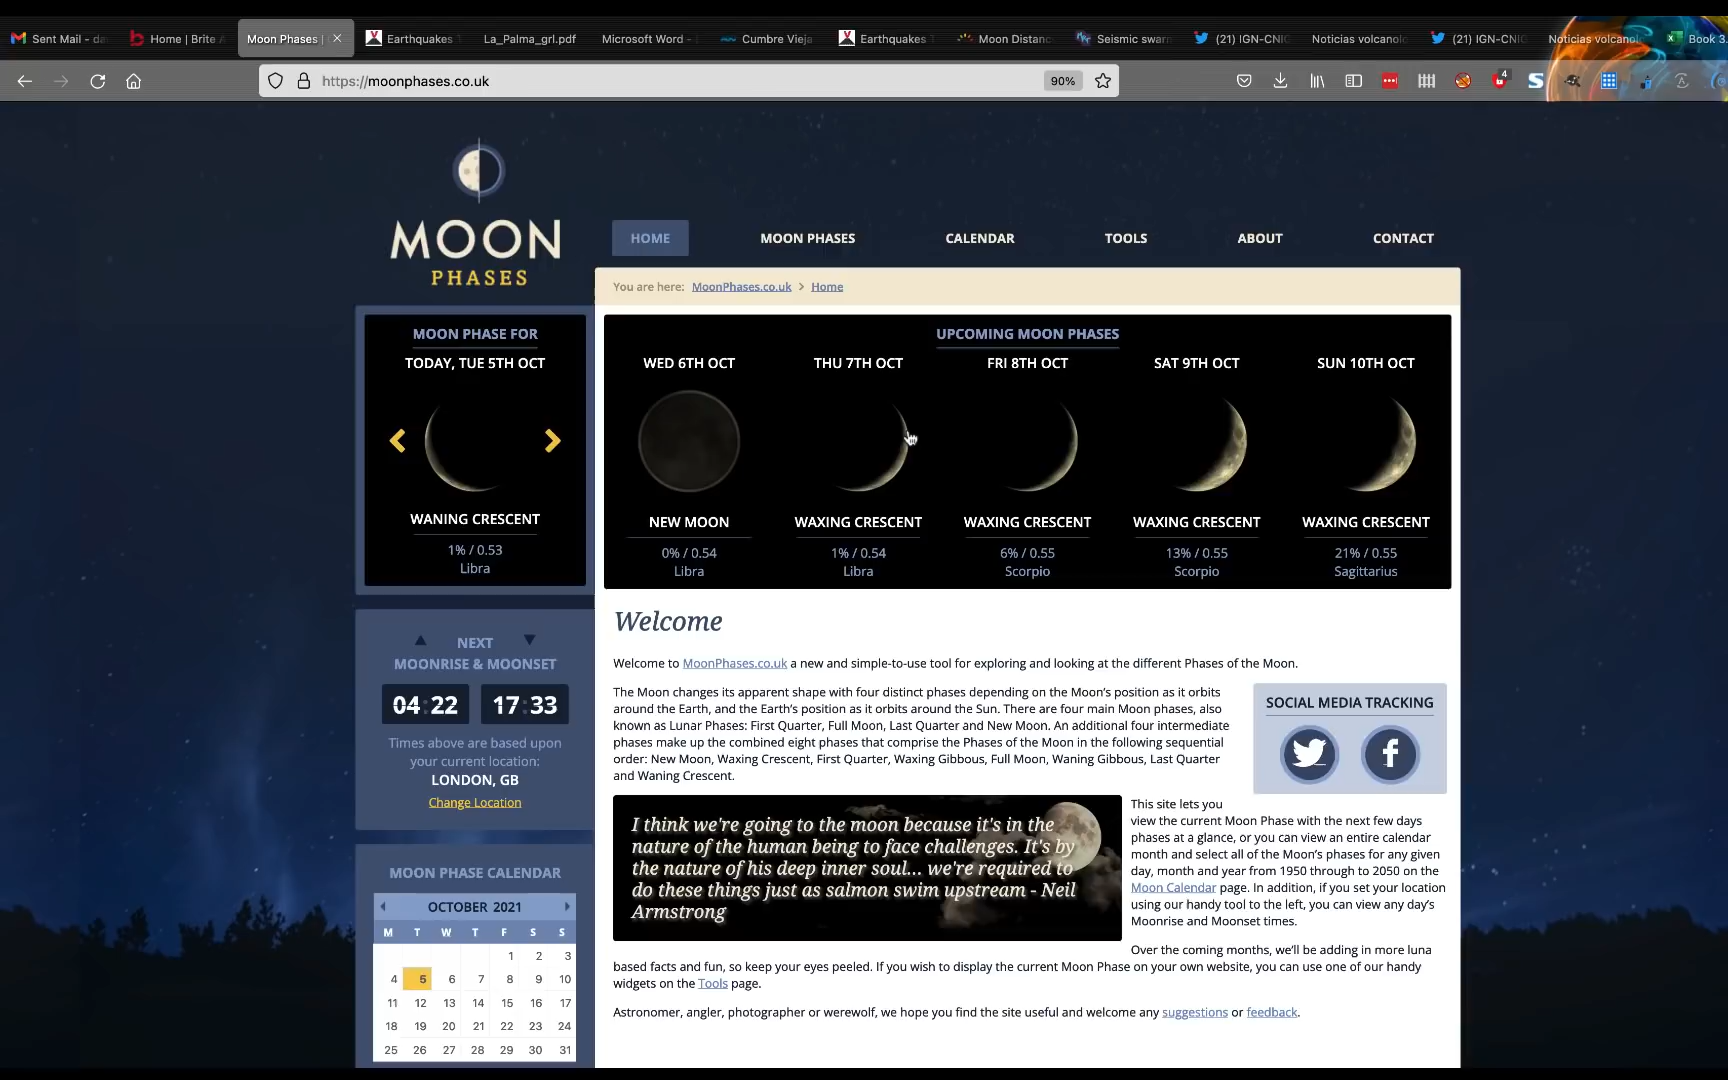 Sent Mail - da
Home | Brite A
Moon Phases |
Earthquakes T
La_Palma_grl.pdf
Microsoft Word -
Cumbre Vieja
Earthquakes T
Moon Distanc
Seismic swarm
(21) IGN-CNIG
Noticias volcanol
(21) IGN-CNIG
Noticias volcanol
Book 3.
https://moonphases.co.uk
90%
4
MOON
PHASES
HOME
MOON PHASES
CALENDAR
TOOLS
ABOUT
CONTACT
You are here: MoonPhases.co.uk > Home
MOON PHASE FOR
TODAY, TUE 5TH OCT
WANING CRESCENT
1% / 0.53
Libra
UPCOMING MOON PHASES
WED 6TH OCT
THU 7TH OCT
FRI 8TH OCT
SAT 9TH OCT
SUN 10TH OCT
NEW MOON
WAXING CRESCENT
WAXING CRESCENT
WAXING CRESCENT
WAXING CRESCENT
0% / 0.54
1% / 0.54
6% / 0.55
13% / 0.55
21% / 0.55
Libra
Libra
Scorpio
Scorpio
Sagittarius
NEXT
MOONRISE & MOONSET
04:22 17:33
Times above are based upon
your current location:
LONDON, GB
Change Location
MOON PHASE CALENDAR
OCTOBER 2021
M T W T F S S
1 2 3
4 5 6 7 8 9 10
11 12 13 14 15 16 17
18 19 20 21 22 23 24
25 26 27 28 29 30 31
Welcome
Welcome to MoonPhases.co.uk a new and simple-to-use tool for exploring and looking at the different Phases of the Moon.
The Moon changes its apparent shape with four distinct phases depending on the Moon's position as it orbits
around the Earth, and the Earth's position as it orbits around the Sun. There are four main Moon phases, also
known as Lunar Phases: First Quarter, Full Moon, Last Quarter and New Moon. An additional four intermediate
phases make up the combined eight phases that comprise the Phases of the Moon in the following sequential
order: New Moon, Waxing Crescent, First Quarter, Waxing Gibbous, Full Moon, Waning Gibbous, Last Quarter
and Waning Crescent.
SOCIAL MEDIA TRACKING
I think we're going to the moon because it's in the
nature of the human being to face challenges. It's by
the nature of his deep inner soul... we're required to
do these things just as salmon swim upstream - Neil
Armstrong
This site lets you
view the current Moon Phase with the next few days
phases at a glance, or you can view an entire calendar
month and select all of the Moon's phases for any given
day, month and year from 1950 through to 2050 on the
Moon Calendar page. In addition, if you set your location
using our handy tool to the left, you can view any day's
Moonrise and Moonset times.
Over the coming months, we'll be adding in more luna
based facts and fun, so keep your eyes peeled. If you wish to display the current Moon Phase on your own website, you can use one of our handy
widgets on the Tools page.
Astronomer, angler, photographer or werewolf, we hope you find the site useful and welcome any suggestions or feedback.